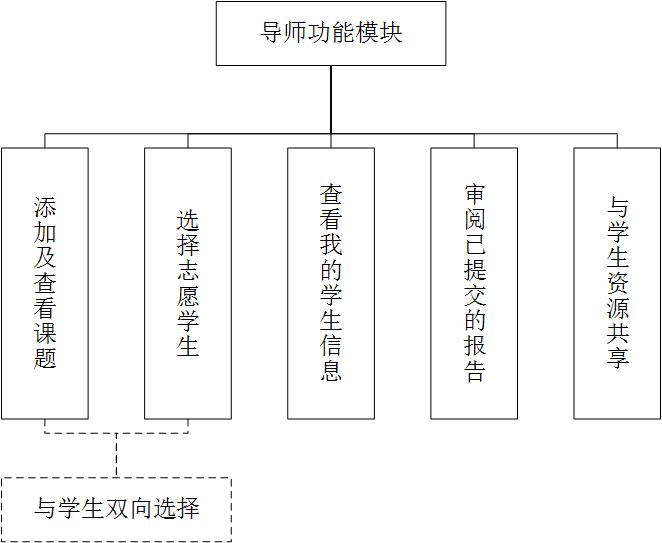 导师功能模块
添加及查看课题
选择志愿学生
查看我的学生信息
审阅已提交的报告
与学生资源共享
与学生双向选择